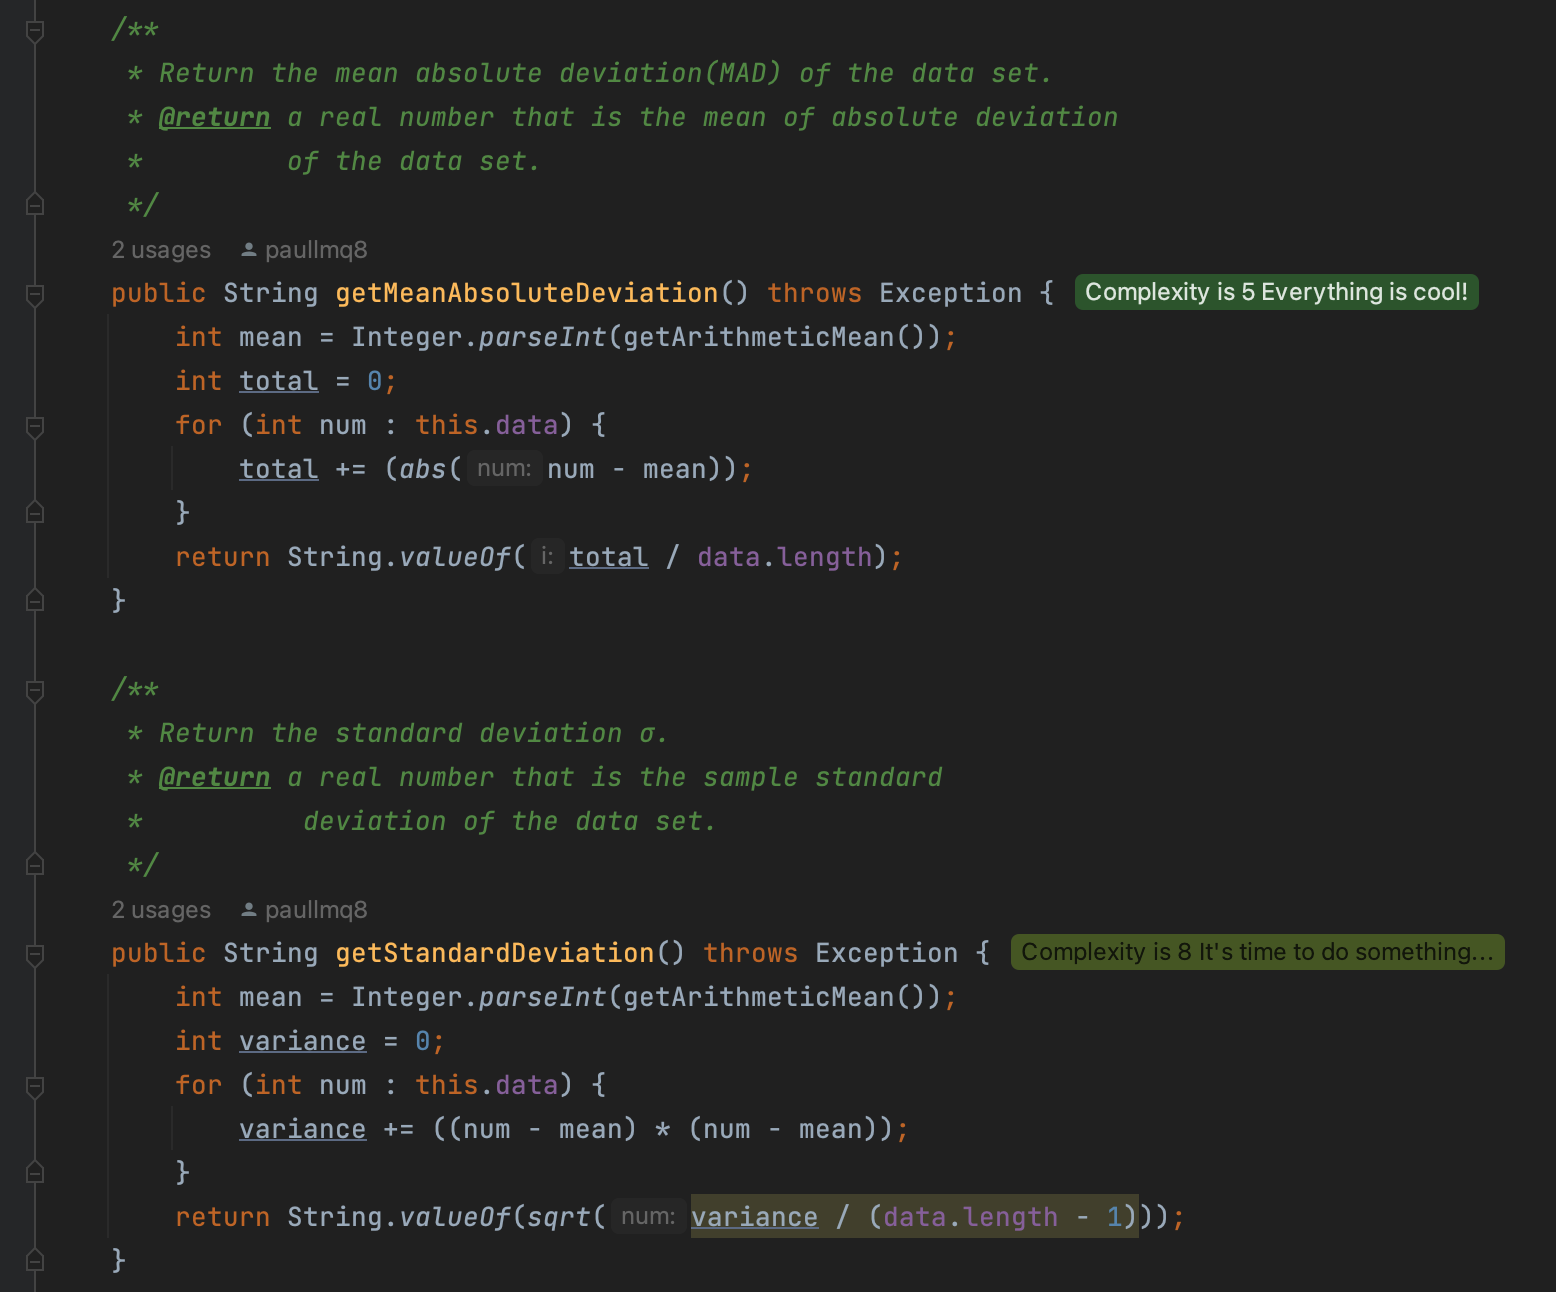 /**
 * Return the mean absolute deviation(MAD) of the data set.
 * @return a real number that is the mean of absolute deviation
 *         of the data set.
 */
2 usages paullmq8
public String getMeanAbsoluteDeviation() throws Exception { Complexity is 5 Everything is cool!
    int mean = Integer.parseInt(getArithmeticMean());
    int total = 0;
    for (int num : this.data) {
        total += (abs( num: num - mean));
    }
    return String.valueOf( i: total / data.length);
}
/**
 * Return the standard deviation σ.
 * @return a real number that is the sample standard
 *          deviation of the data set.
 */
2 usages paullmq8
public String getStandardDeviation() throws Exception { Complexity is 8 It's time to do something...
    int mean = Integer.parseInt(getArithmeticMean());
    int variance = 0;
    for (int num : this.data) {
        variance += ((num - mean) * (num - mean));
    }
    return String.valueOf(sqrt( num: variance / (data.length - 1)));
}